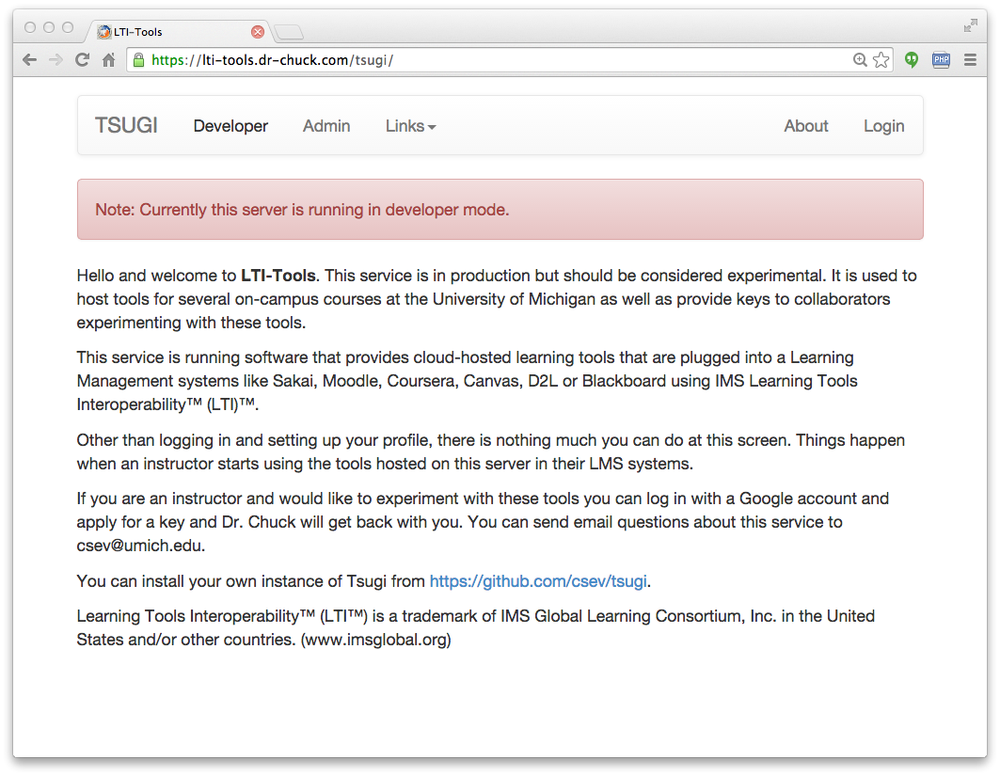 LTI-Tools
https://lti-tools.dr-chuck.com/tsugi/
PHP
TSUGI Developer Admin Links About Login
Note: Currently this server is running in developer mode.
Hello and welcome to LTI-Tools. This service is in production but should be considered experimental. It is used to
host tools for several on-campus courses at the University of Michigan as well as provide keys to collaborators
experimenting with these tools.
This service is running software that provides cloud-hosted learning tools that are plugged into a Learning
Management systems like Sakai, Moodle, Coursera, Canvas, D2L or Blackboard using IMS Learning Tools
Interoperability™ (LTI)™.
Other than logging in and setting up your profile, there is nothing much you can do at this screen. Things happen
when an instructor starts using the tools hosted on this server in their LMS systems.
If you are an instructor and would like to experiment with these tools you can log in with a Google account and
apply for a key and Dr. Chuck will get back with you. You can send email questions about this service to
csev@umich.edu.
You can install your own instance of Tsugi from https://github.com/csev/tsugi.
Learning Tools Interoperability™ (LTI™) is a trademark of IMS Global Learning Consortium, Inc. in the United
States and/or other countries. (www.imsglobal.org)